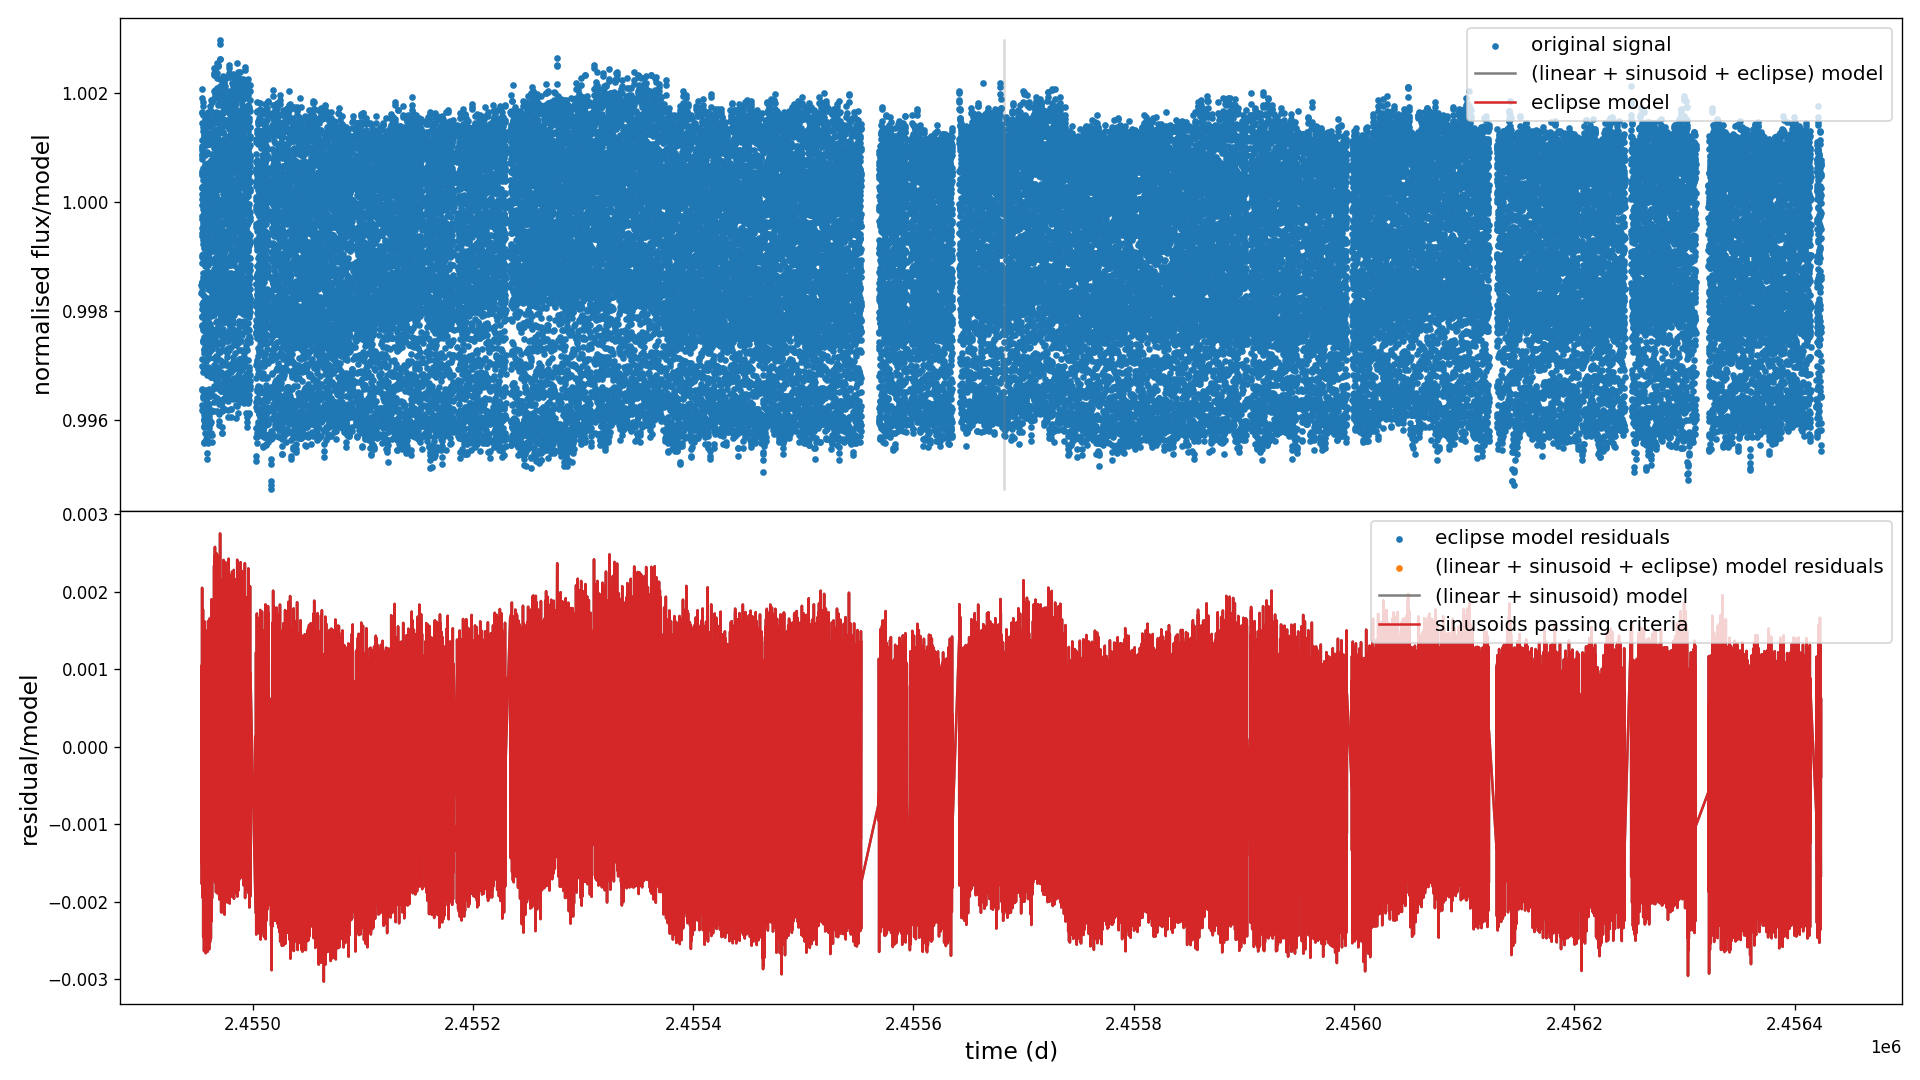 original signal
(linear + sinusoid + eclipse) model
eclipse model
1.002
1.000
0.998
0.996
normalised flux/model
eclipse model residuals
(linear + sinusoid + eclipse) model residuals
(linear + sinusoid) model
sinusoids passing criteria
0.003
0.002
0.001
0.000
−0.001
−0.002
−0.003
residual/model
2.4550
2.4552
2.4554
2.4556
2.4558
2.4560
2.4562
2.4564
1e6
time (d)